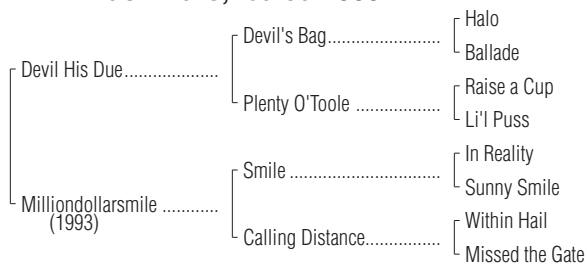 Halo
Devil's Bag
Ballade
Devil His Due
Raise a Cup
Plenty O'Toole
Li'l Puss
In Reality
Smile
Sunny Smile
Milliondollarsmile
(1993)
Within Hail
Calling Distance
Missed the Gate